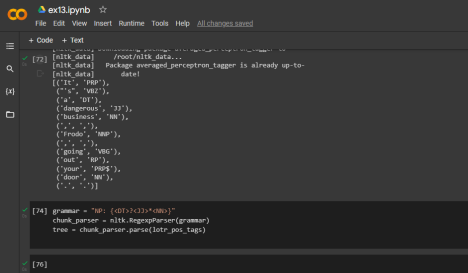 CO ex13.ipynb
File Edit View Insert Runtime Tools Help All changes saved
+ Code + Text
[nltk_data] Downloading package averaged_perceptron_tagger to
[73] [nltk_data] /root/nltk_data...
[nltk_data] Package averaged_perceptron_tagger is already up-to-
[nltk_data] date!
[('It', 'PRP'),
("'s", 'VBZ'),
('a', 'DT'),
('dangerous', 'JJ'),
('business', 'NN'),
(',', ','),
('Frodo', 'NNP'),
(',', ','),
('going', 'VBG'),
('out', 'RP'),
('your', 'PRP$'),
('door', 'NN'),
('.', '.')]
[74] grammar = "NP: {<DT>?<JJ>*<NN>}"
chunk_parser = nltk.RegexpParser(grammar)
tree = chunk_parser.parse(lotr_pos_tags)
[76]
{x}